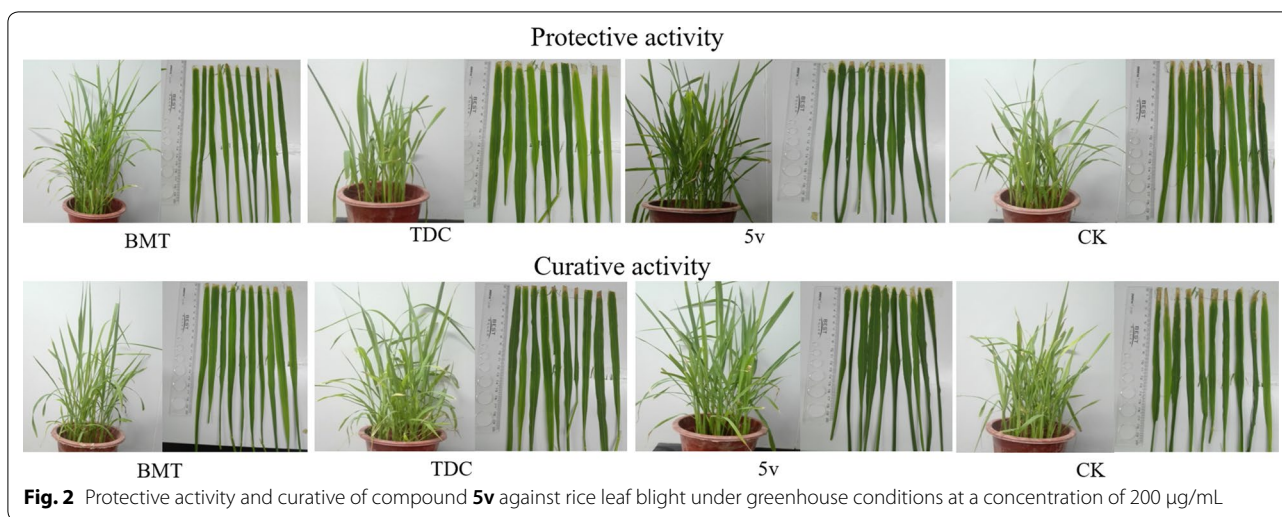 Protective activity
BMT TDC 5v CK
Curative activity
BMT TDC 5v CK
Fig. 2 Protective activity and curative of compound 5v against rice leaf blight under greenhouse conditions at a concentration of 200 µg/mL